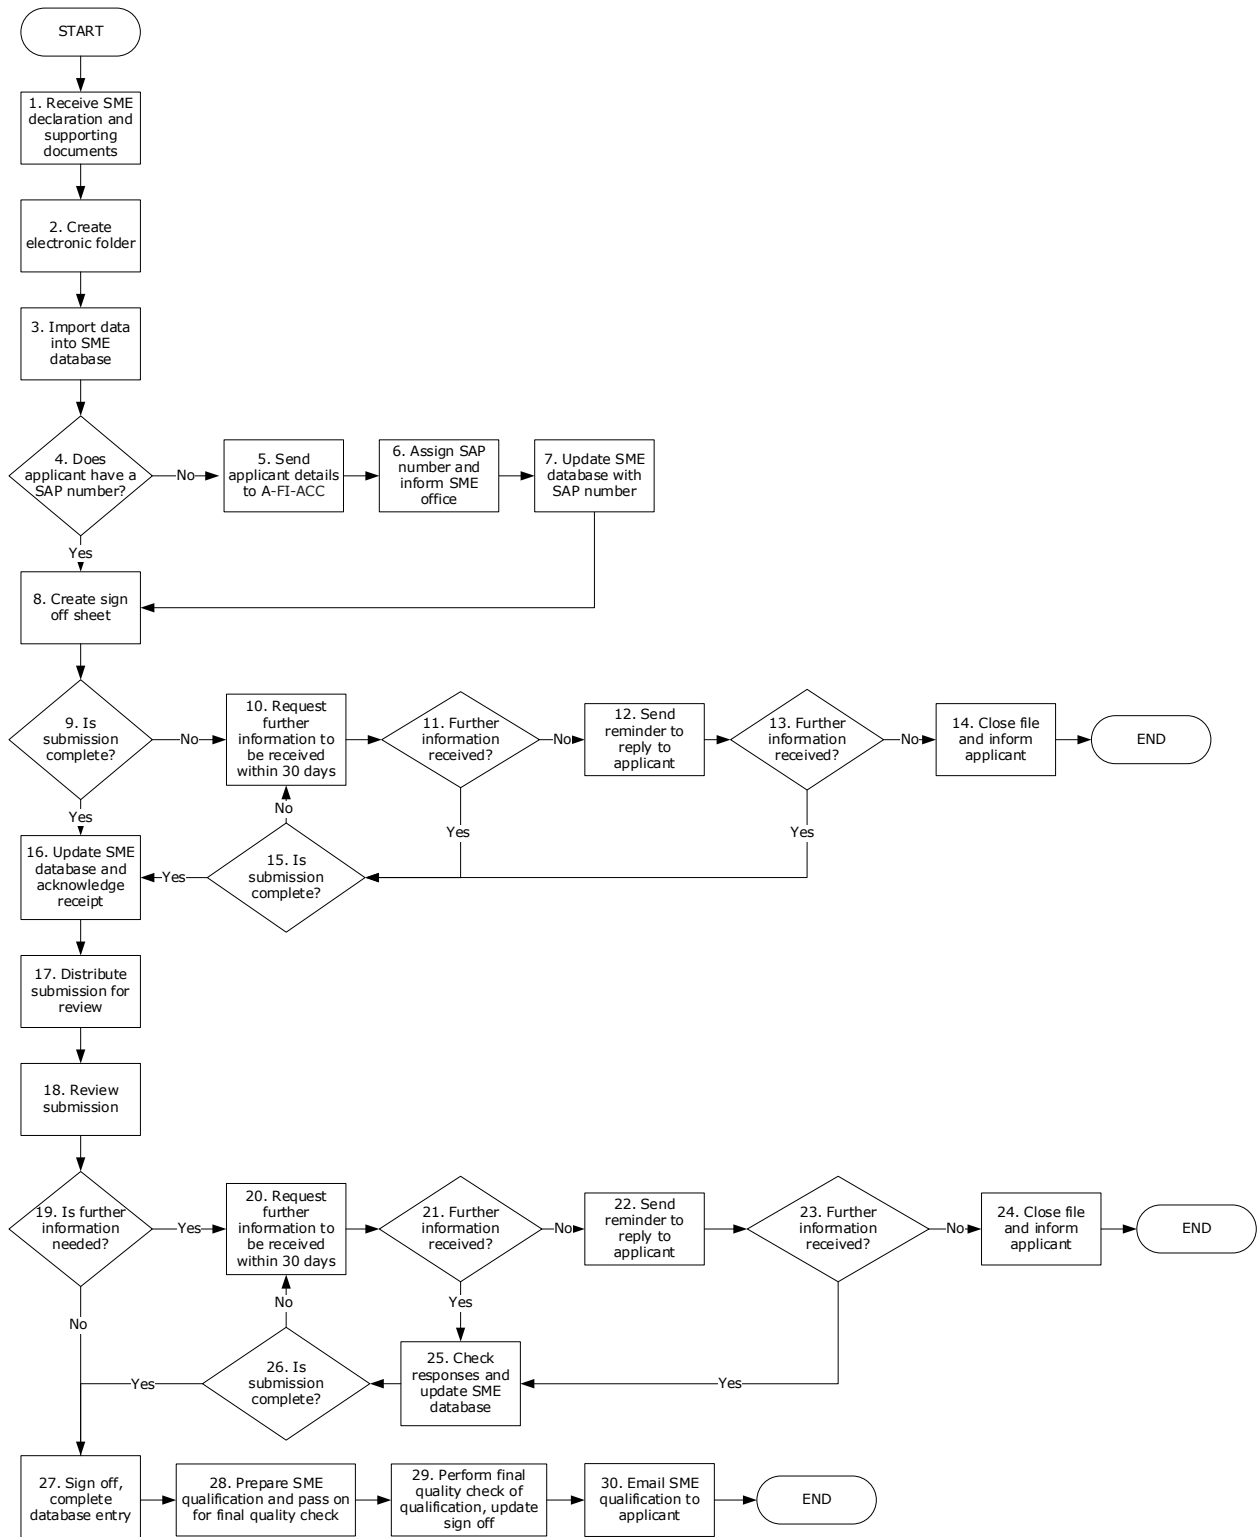 START
1. Receive SME
declaration and
supporting
documents
2. Create
electronic folder
3. Import data
into SME
database
4. Does
applicant have a
SAP number?
No
5. Send
applicant details
to A-FI-ACC
6. Assign SAP
number and
inform SME
office
7. Update SME
database with
SAP number
Yes
8. Create sign
off sheet
9. Is
submission
complete?
No
10. Request
further
information to
be received
within 30 days
11. Further
information
received?
No
12. Send
reminder to
reply to
applicant
13. Further
information
received?
No
14. Close file
and inform
applicant
END
Yes
No
Yes
Yes
15. Is
submission
complete?
Yes
16. Update SME
database and
acknowledge
receipt
17. Distribute
submission for
review
18. Review
submission
19. Is further
information
needed?
Yes
20. Request
further
information to
be received
within 30 days
21. Further
information
received?
No
22. Send
reminder to
reply to
applicant
23. Further
information
received?
No
24. Close file
and inform
applicant
END
No
No
Yes
25. Check
responses and
update SME
database
Yes
26. Is
submission
complete?
Yes
27. Sign off,
complete
database entry
28. Prepare SME
qualification and pass on
for final quality check
29. Perform final
quality check of
qualification, update
sign off
30. Email SME
qualification to
applicant
END